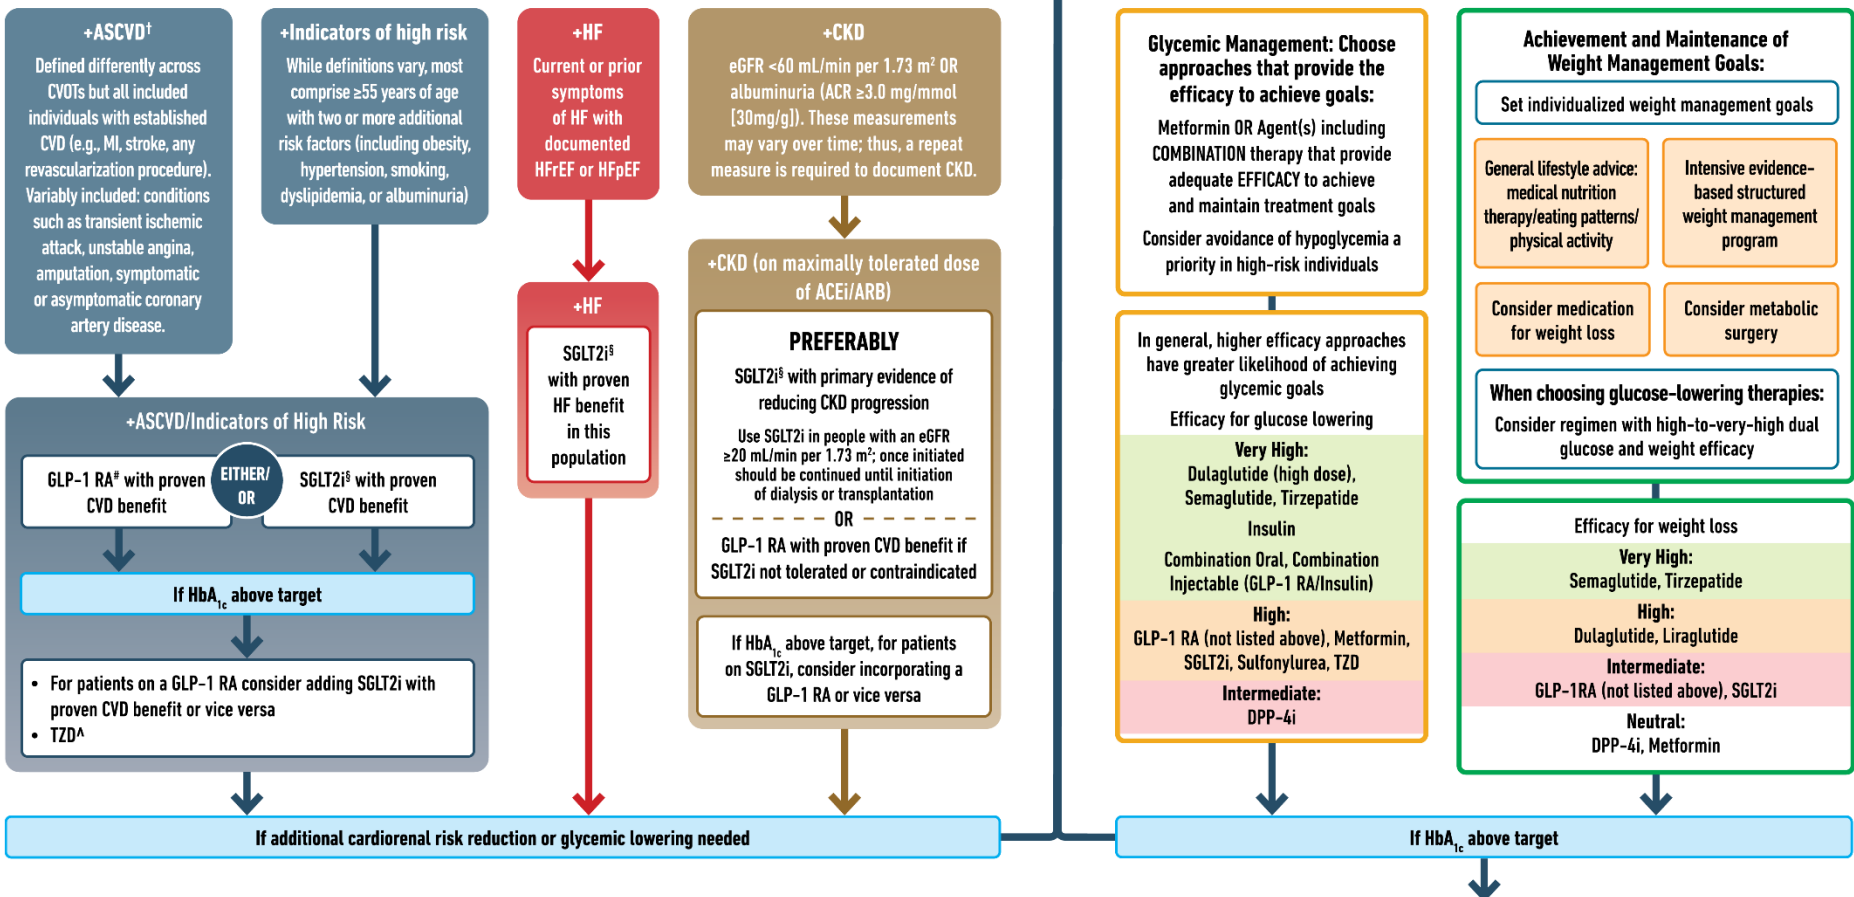 +ASCVD†
Defined differently across
CVOTs but all included
individuals with established
CVD (e.g., MI, stroke, any
revascularization procedure).
Variably included: conditions
such as transient ischemic
attack, unstable angina,
amputation, symptomatic
or asymptomatic coronary
artery disease.
+Indicators of high risk
While definitions vary, most
comprise ≥55 years of age
with two or more additional
risk factors (including obesity,
hypertension, smoking,
dyslipidemia, or albuminuria)
+ASCVD/Indicators of High Risk
GLP-1 RA# with proven
CVD benefit
EITHER/
OR
SGLT2i§ with proven
CVD benefit
If HbA1c above target
• For patients on a GLP-1 RA consider adding SGLT2i with
proven CVD benefit or vice versa
• TZD^
+HF
Current or prior
symptoms
of HF with
documented
HFrEF or HFpEF
+HF
SGLT2i§
with proven
HF benefit
in this
population
+CKD
eGFR <60 mL/min per 1.73 m² OR
albuminuria (ACR ≥3.0 mg/mmol
[30mg/g]). These measurements
may vary over time; thus, a repeat
measure is required to document CKD.
+CKD (on maximally tolerated dose
of ACEi/ARB)
PREFERABLY
SGLT2i§ with primary evidence of
reducing CKD progression
Use SGLT2i in people with an eGFR
≥20 mL/min per 1.73 m²; once initiated
should be continued until initiation
of dialysis or transplantation
OR
GLP-1 RA with proven CVD benefit if
SGLT2i not tolerated or contraindicated
If HbA1c above target, for patients
on SGLT2i, consider incorporating a
GLP-1 RA or vice versa
If additional cardiorenal risk reduction or glycemic lowering needed
Glycemic Management: Choose
approaches that provide the
efficacy to achieve goals:
Metformin OR Agent(s) including
COMBINATION therapy that provide
adequate EFFICACY to achieve
and maintain treatment goals
Consider avoidance of hypoglycemia a
priority in high-risk individuals
In general, higher efficacy approaches
have greater likelihood of achieving
glycemic goals
Efficacy for glucose lowering
Very High:
Dulaglutide (high dose),
Semaglutide, Tirzepatide
Insulin
Combination Oral, Combination
Injectable (GLP-1 RA/Insulin)
High:
GLP-1 RA (not listed above), Metformin,
SGLT2i, Sulfonylurea, TZD
Intermediate:
DPP-4i
Achievement and Maintenance of
Weight Management Goals:
Set individualized weight management goals
General lifestyle advice:
medical nutrition
therapy/eating patterns/
physical activity
Intensive evidence-
based structured
weight management
program
Consider medication
for weight loss
Consider metabolic
surgery
When choosing glucose-lowering therapies:
Consider regimen with high-to-very-high dual
glucose and weight efficacy
Efficacy for weight loss
Very High:
Semaglutide, Tirzepatide
High:
Dulaglutide, Liraglutide
Intermediate:
GLP-1RA (not listed above), SGLT2i
Neutral:
DPP-4i, Metformin
If HbA1c above target